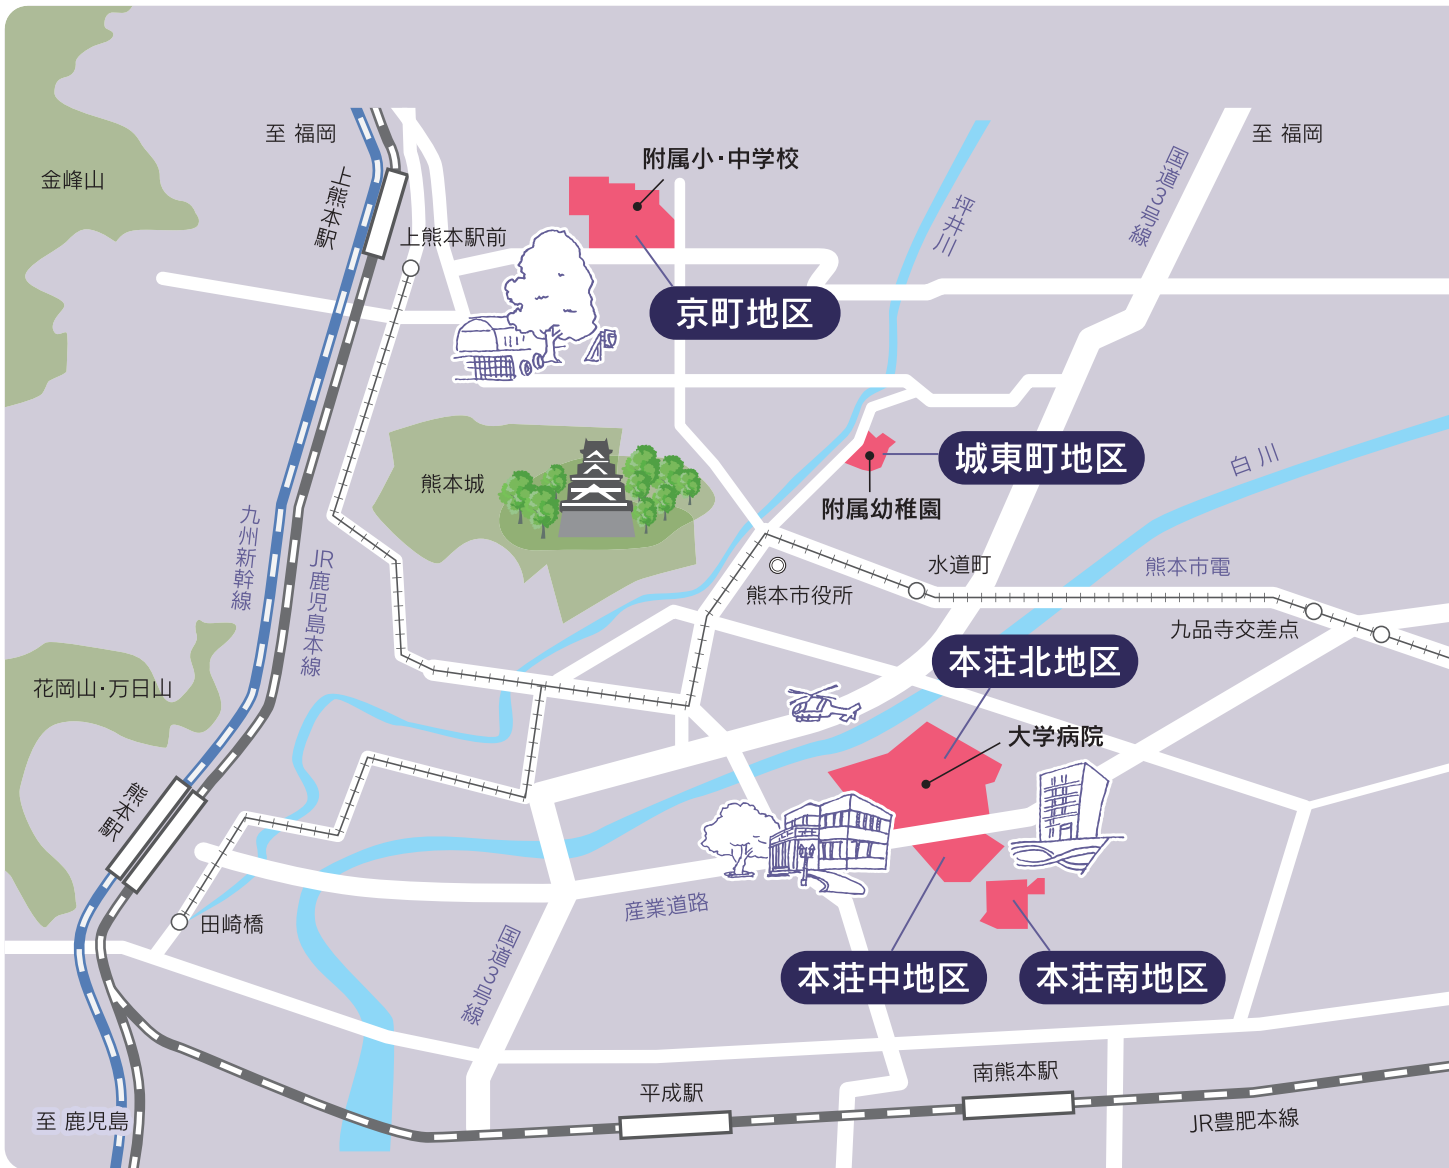 至 福岡
至 福岡
附属小・中学校
国道3号線
金峰山
上熊本駅
坪井川
上熊本駅前
京町地区
城東町地区
白川
熊本城
附属幼稚園
九州新幹線
JR鹿児島本線
水道町
熊本市電
熊本市役所
九品寺交差点
本荘北地区
花岡山・万日山
大学病院
熊本駅
産業道路
田崎橋
国道3号線
本荘中地区
本荘南地区
南熊本駅
平成駅
至 鹿児島
JR豊肥本線